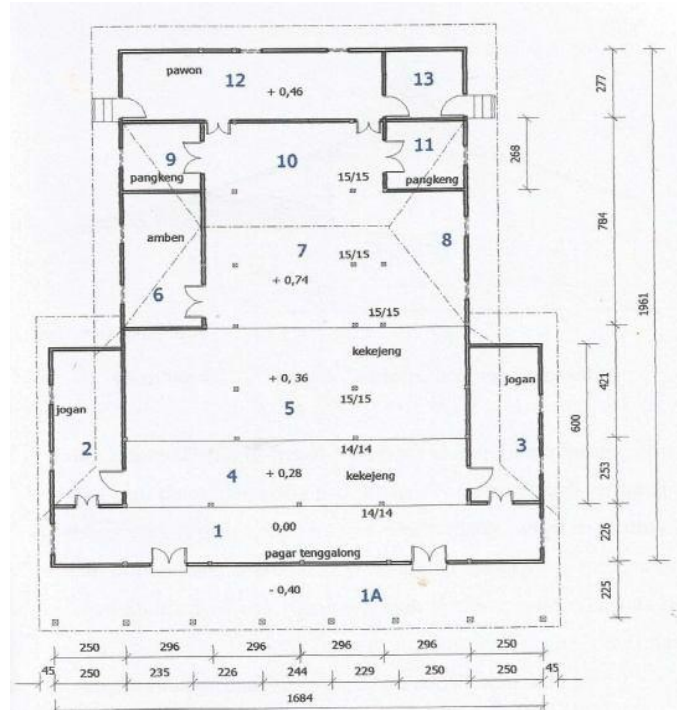 pawon
12
13
+ 0,46
277
9
10
11
pangkeng
15/15
pangkeng
268
amben
7
8
15/15
784
+ 0,74
6
15/15
1961
kekejeng
jogan
+ 0, 36
jogan
15/15
421
5
600
2
14/14
3
4
+ 0,28
kekejeng
253
14/14
1
0,00
226
pagar tenggalong
- 0,40
1A
225
250 296 296 296 296 250
45 250 235 226 244 229 250 250 45
1684